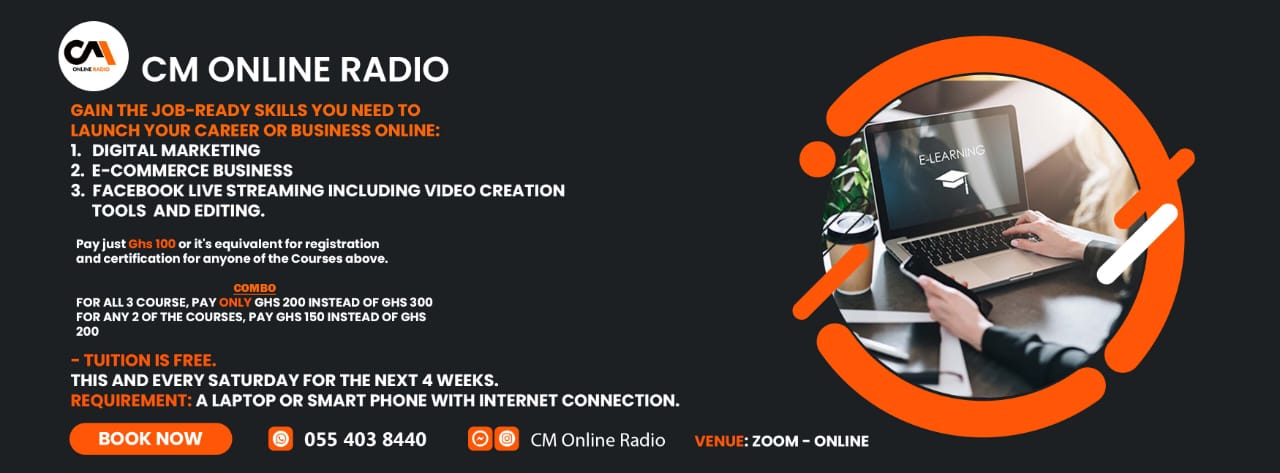 CM
ONLINE RADIO
CM ONLINE RADIO
GAIN THE JOB-READY SKILLS YOU NEED TO
LAUNCH YOUR CAREER OR BUSINESS ONLINE:
1. DIGITAL MARKETING
2. E-COMMERCE BUSINESS
3. FACEBOOK LIVE STREAMING INCLUDING VIDEO CREATION
TOOLS AND EDITING.
Pay just Ghs 100 or it's equivalent for registration
and certification for anyone of the Courses above.
COMBO
FOR ALL 3 COURSE, PAY ONLY GHS 200 INSTEAD OF GHS 300
FOR ANY 2 OF THE COURSES, PAY GHS 150 INSTEAD OF GHS
200
- TUITION IS FREE.
THIS AND EVERY SATURDAY FOR THE NEXT 4 WEEKS.
REQUIREMENT: A LAPTOP OR SMART PHONE WITH INTERNET CONNECTION.
BOOK NOW
055 403 8440
CM Online Radio
VENUE: ZOOM - ONLINE
E-LEARNING